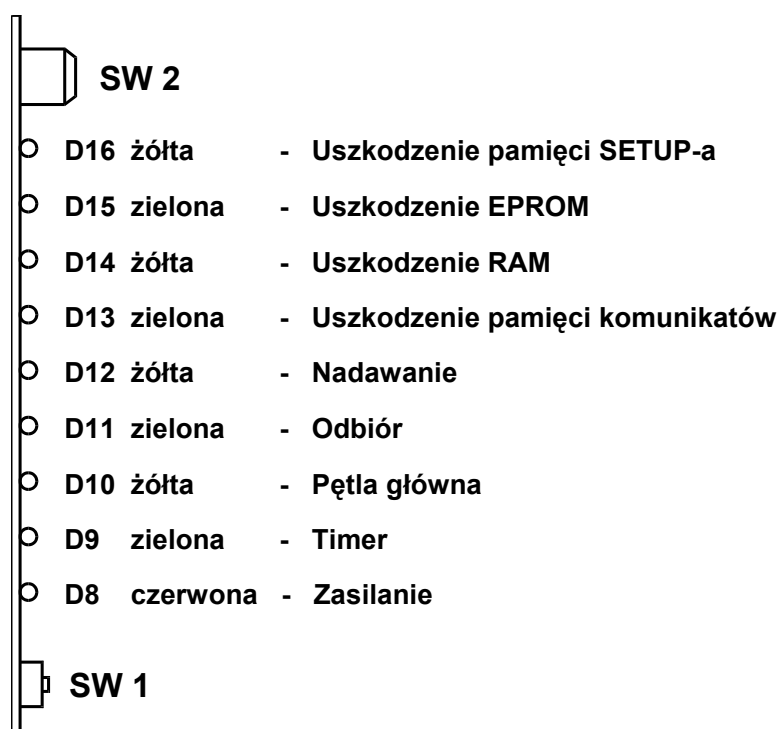 SW 2
D16 żółta - Uszkodzenie pamięci SETUP-a
D15 zielona - Uszkodzenie EPROM
D14 żółta - Uszkodzenie RAM
D13 zielona - Uszkodzenie pamięci komunikatów
D12 żółta - Nadawanie
D11 zielona - Odbiór
D10 żółta - Pętla główna
D9 zielona - Timer
D8 czerwona - Zasilanie
SW 1